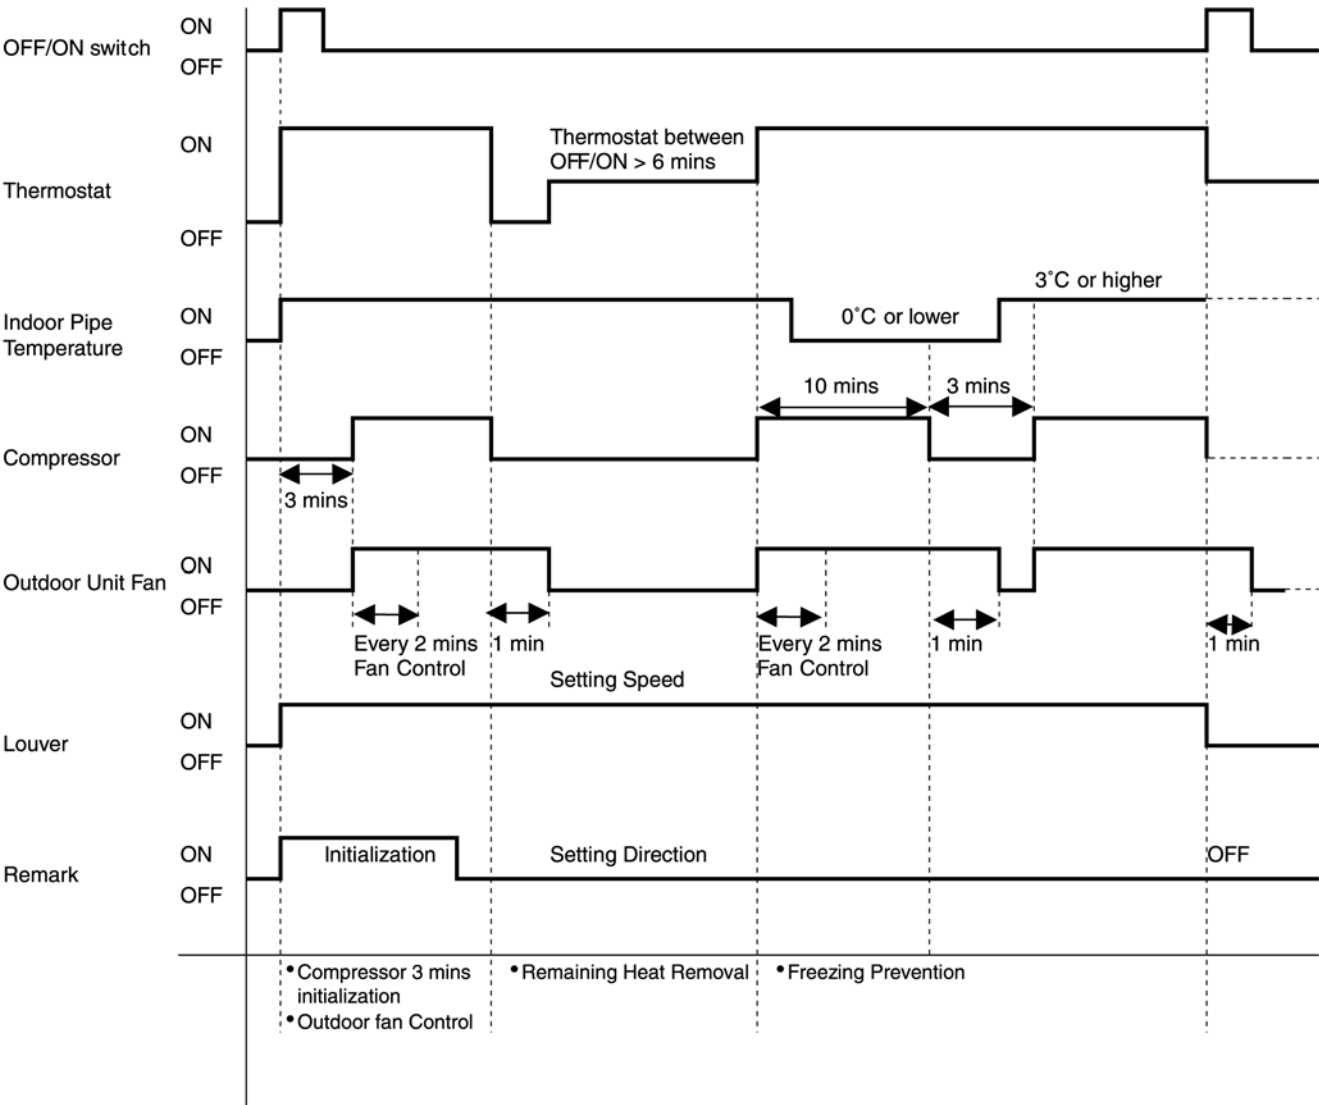 ON
OFF/ON switch
OFF
ON
Thermostat between
OFF/ON > 6 mins
Thermostat
OFF
3˚C or higher
ON
0˚C or lower
Indoor Pipe
Temperature
OFF
10 mins
3 mins
ON
Compressor
OFF
3 mins
ON
Outdoor Unit Fan
OFF
Every 2 mins
Fan Control
1 min
Every 2 mins
Fan Control
1 min
1 min
Setting Speed
ON
Louver
OFF
ON
Initialization
Setting Direction
OFF
Remark
OFF
•Compressor 3 mins
initialization
•Outdoor fan Control
•Remaining Heat Removal
•Freezing Prevention